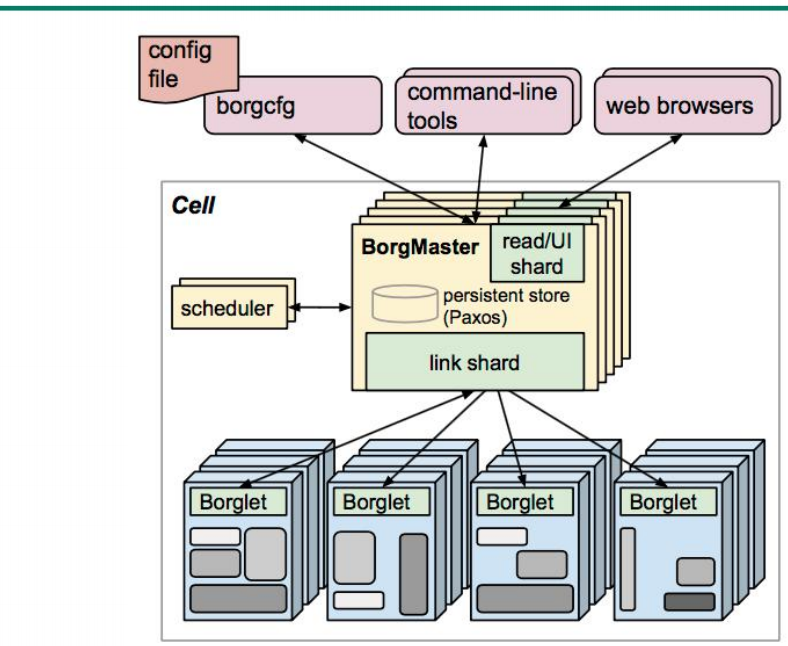 config
file
borgcfg
command-line
tools
web browsers
Cell
BorgMaster
read/UI
shard
persistent store
(Paxos)
scheduler
link shard
Borglet
Borglet
Borglet
Borglet